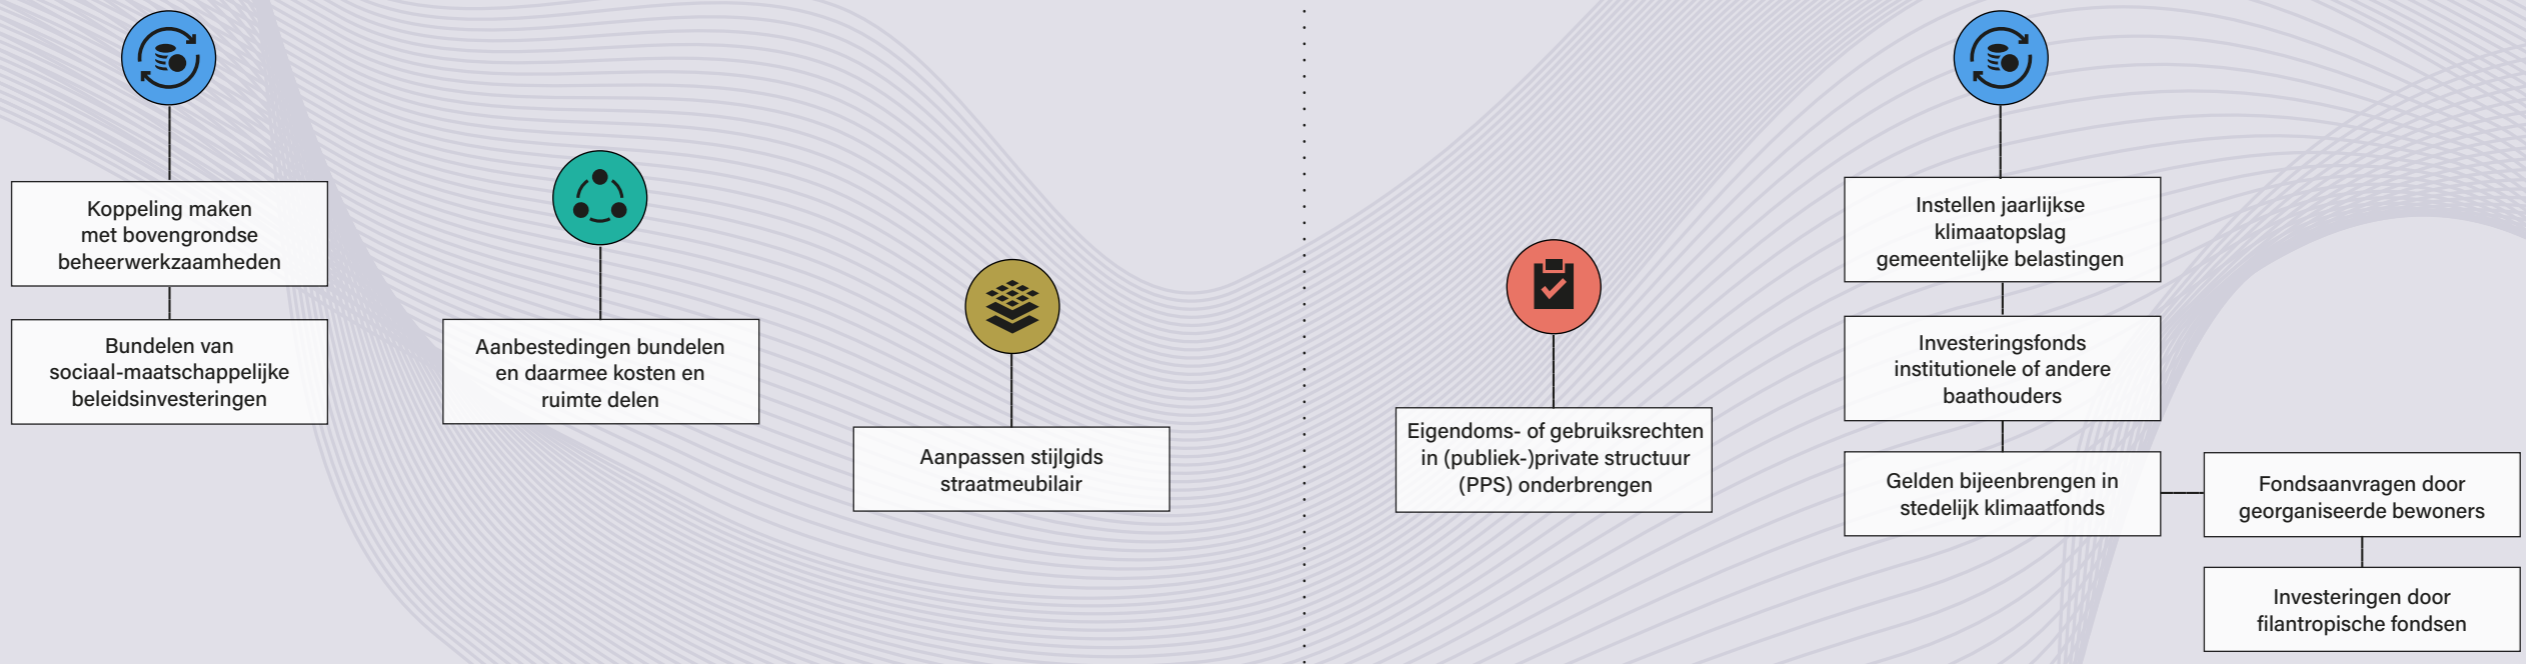 Koppeling maken
met bovengrondse
beheerwerkzaamheden
Bundelen van
sociaal-maatschappelijke
beleidsinvesteringen
Aanbestedingen bundelen
en daarmee kosten en
ruimte delen
Aanpassen stijlgids
straatmeubilair
Eigendoms- of gebruiksrechten
in (publiek-)private structuur
(PPS) onderbrengen
Instellen jaarlijkse
klimaatopslag
gemeentelijke belastingen
Investeringsfonds
institutionele of andere
baathouders
Gelden bijeenbrengen in
stedelijk klimaatfonds
Fondsaanvragen door
georganiseerde bewoners
Investeringen door
filantropische fondsen